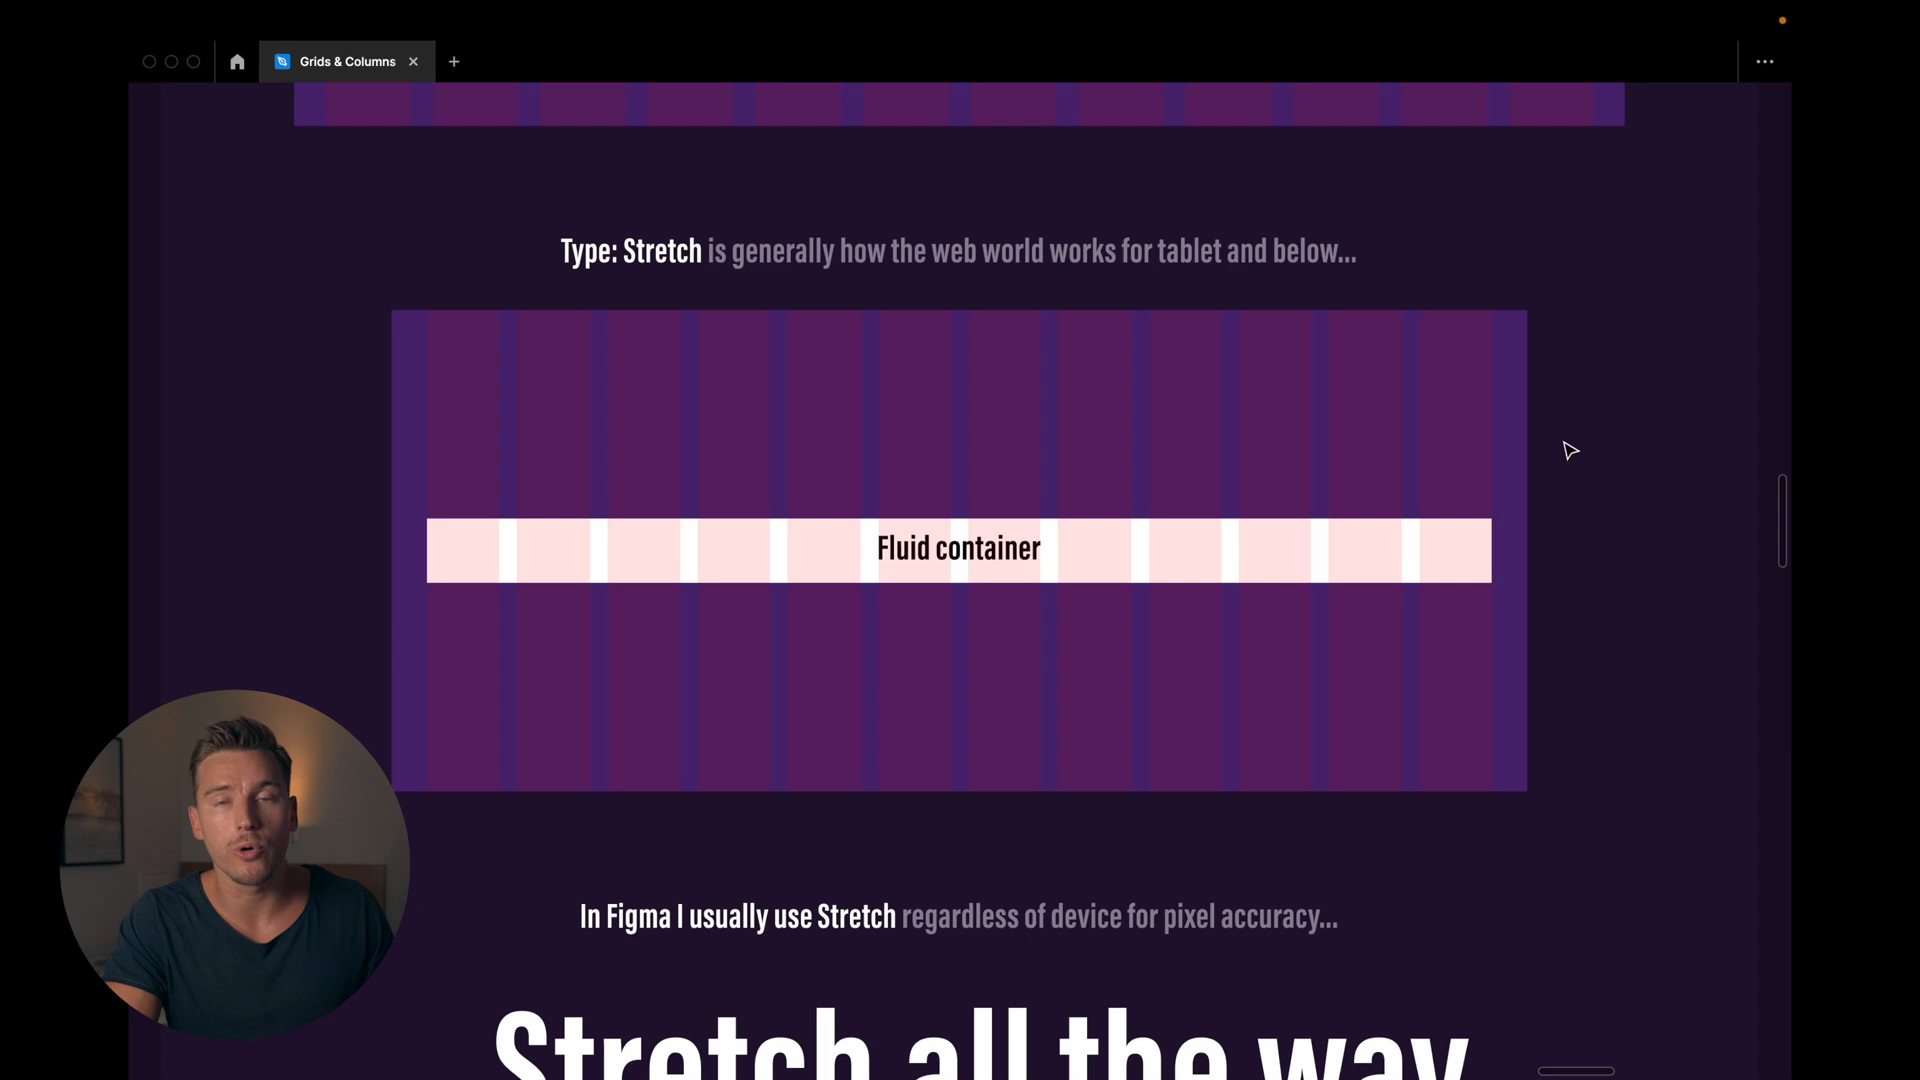 Grids & Columns
Type: Stretch is generally how the web world works for tablet and below...
Fluid container
In Figma I usually use Stretch regardless of device for pixel accuracy...
Stretch all the way